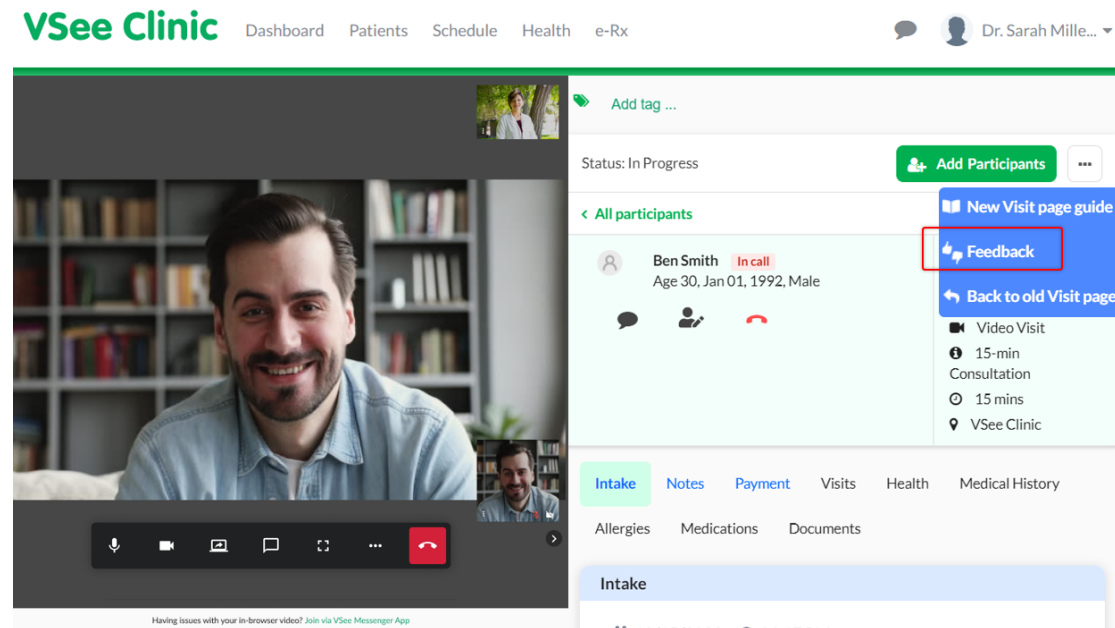 VSee Clinic Dashboard Patients Schedule Health e-Rx Dr. Sarah Mille...
Add tag ...
Status: In Progress Add Participants
New Visit page guide
< All participants
Feedback
Ben Smith In call
Age 30, Jan 01, 1992, Male
Back to old Visit page
Video Visit
15-min
Consultation
15 mins
VSee Clinic
Intake Notes Payment Visits Health Medical History
Allergies Medications Documents
Intake
Having issues with your in-browser video? Join via VSee Messenger App